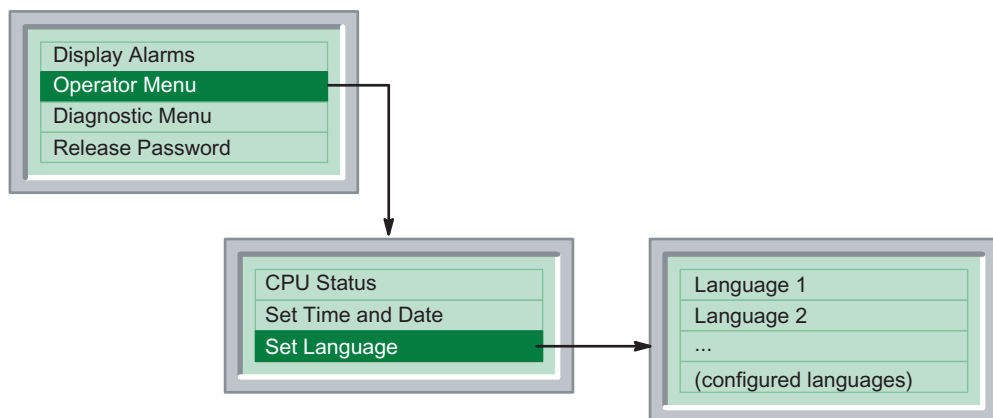 Display Alarms
Operator Menu
Diagnostic Menu
Release Password
CPU Status
Set Time and Date
Set Language
Language 1
Language 2
...
(configured languages)